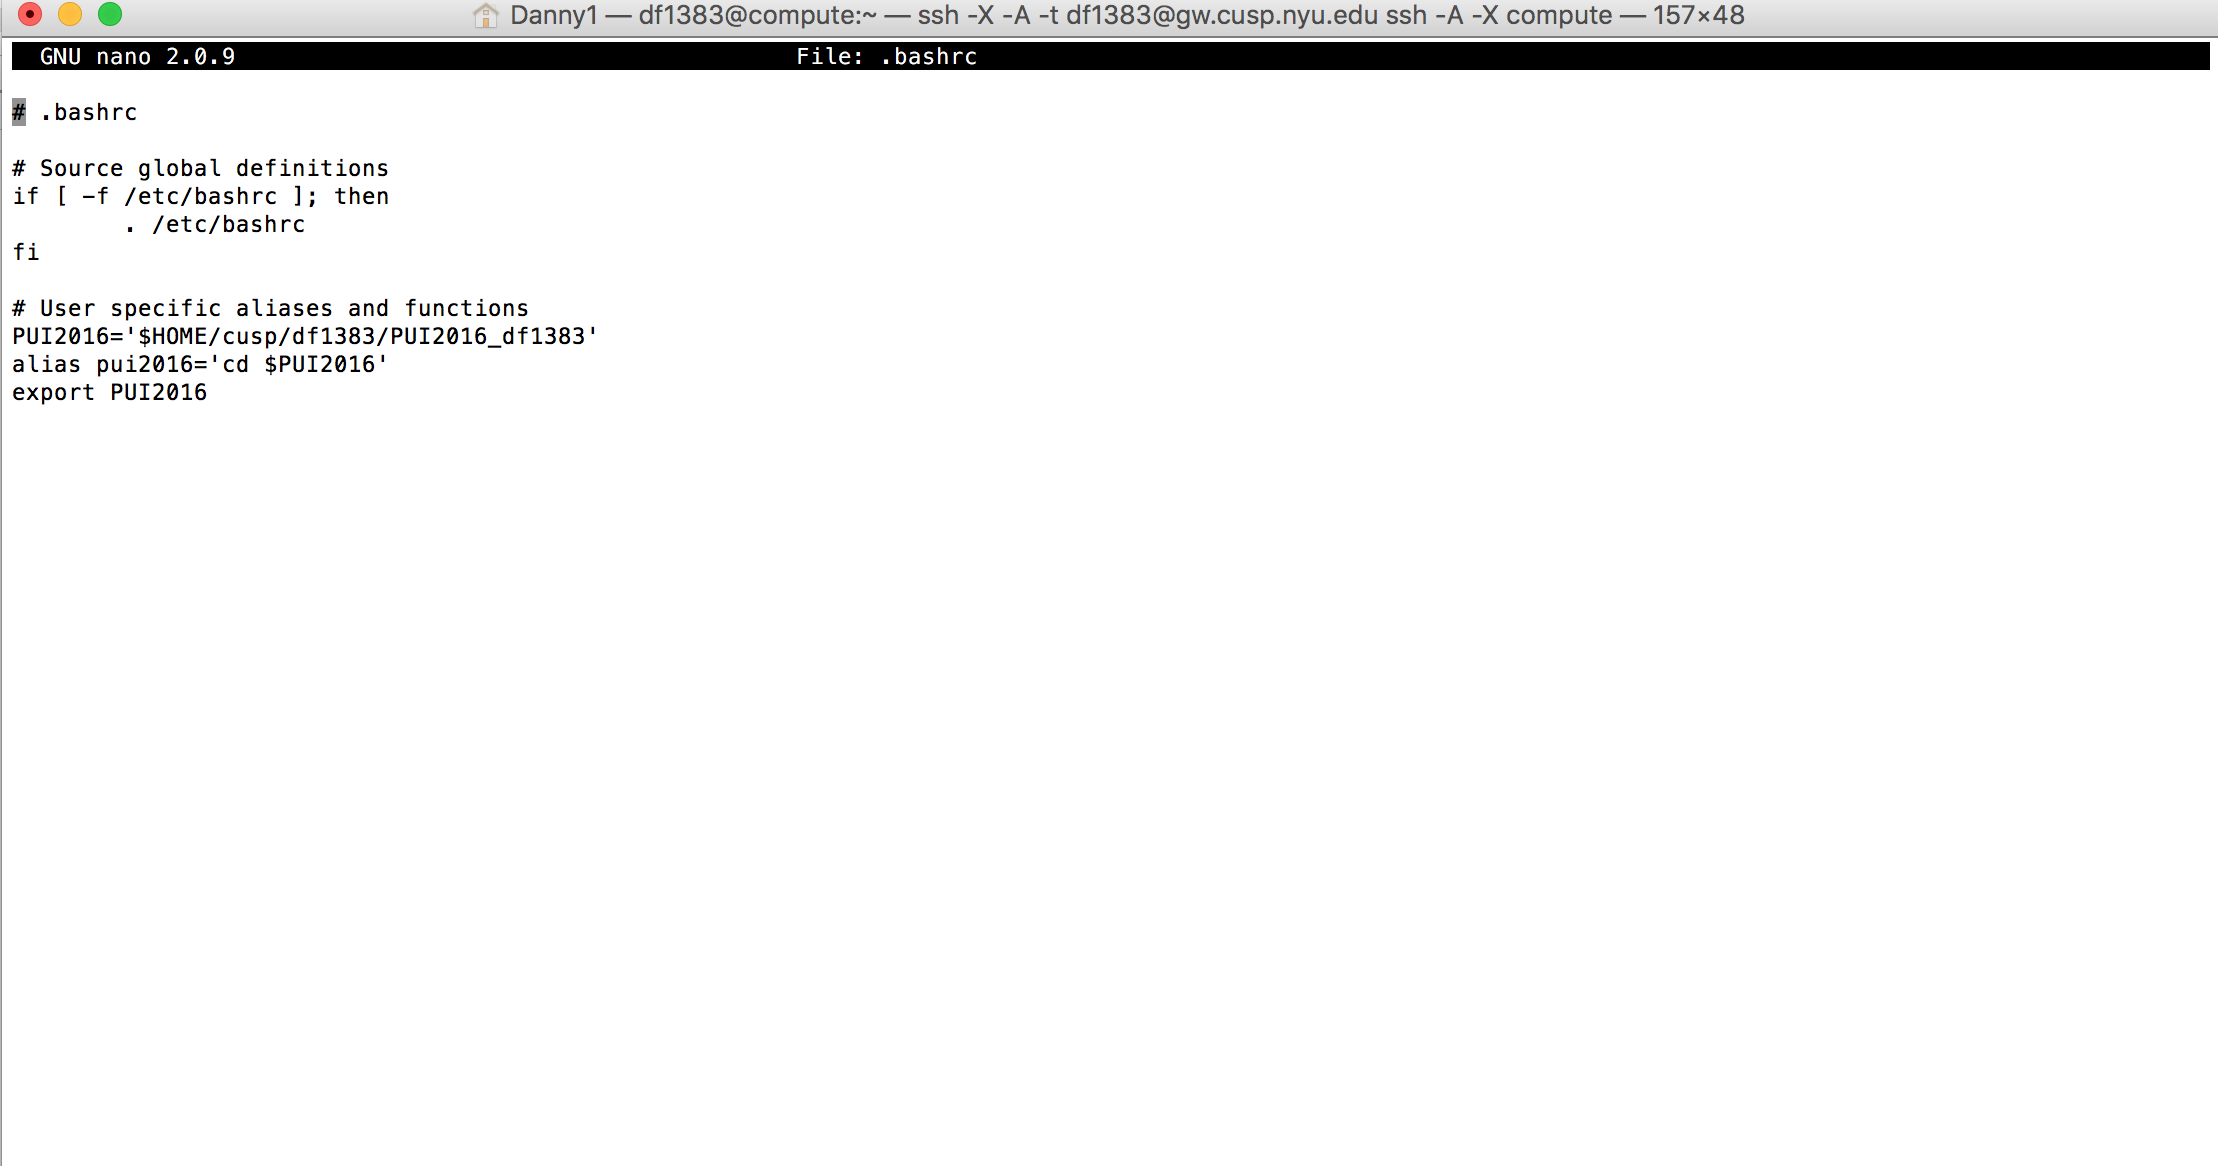 Danny1 — df1383@compute:~ — ssh -X -A -t df1383@gw.cusp.nyu.edu ssh -A -X compute — 157×48
GNU nano 2.0.9 File: .bashrc
# .bashrc
# Source global definitions
if [ -f /etc/bashrc ]; then
        . /etc/bashrc
fi
# User specific aliases and functions
PUI2016='$HOME/cusp/df1383/PUI2016_df1383'
alias pui2016='cd $PUI2016'
export PUI2016